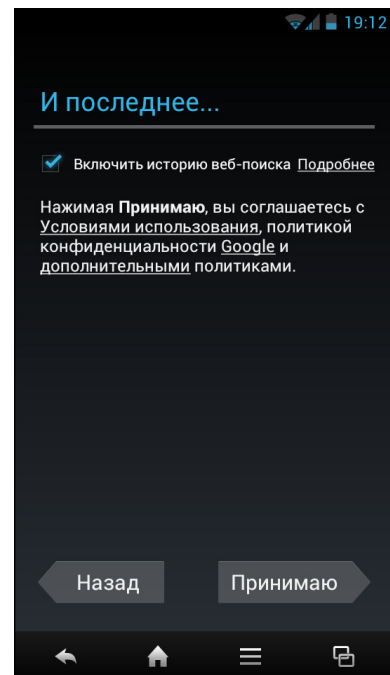 19:12
И последнее...
Включить историю веб-поиска Подробнее
Нажимая Принимаю, вы соглашаетесь с
Условиями использования, политикой
конфиденциальности Google и
дополнительными политиками.
Назад
Принимаю